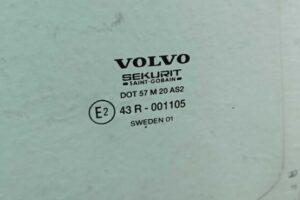 VOLVO
SEKURIT
SAINT-GOBAIN
DOT 57 M 20 AS2
E2 43 R - 001105
SWEDEN 01